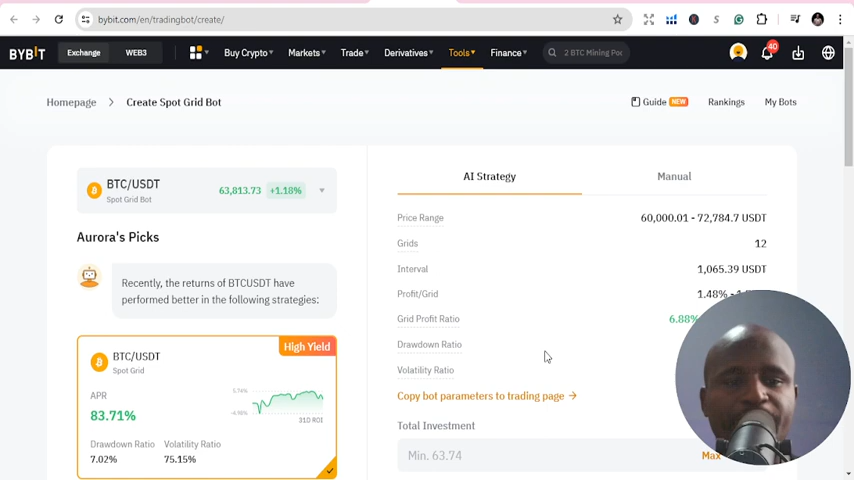 bybit.com/en/tradingbot/create/
BYBIT Exchange WEB3 Buy Crypto Markets Trade Derivatives Tools Finance 2 BTC Mining Poo 40
Homepage > Create Spot Grid Bot Guide NEW Rankings My Bots
BTC/USDT
Spot Grid Bot
63,813.73 +1.18%
Aurora's Picks
Recently, the returns of BTCUSDT have
performed better in the following strategies:
High Yield
BTC/USDT
Spot Grid
APR
83.71%
5.74%
-4.98%
31D ROI
Drawdown Ratio Volatility Ratio
7.02% 75.15%
AI Strategy Manual
Price Range 60,000.01 - 72,784.7 USDT
Grids 12
Interval 1,065.39 USDT
Profit/Grid 1.48% -
Grid Profit Ratio 6.88%
Drawdown Ratio
Volatility Ratio
Copy bot parameters to trading page →
Total Investment
Min. 63.74 Max